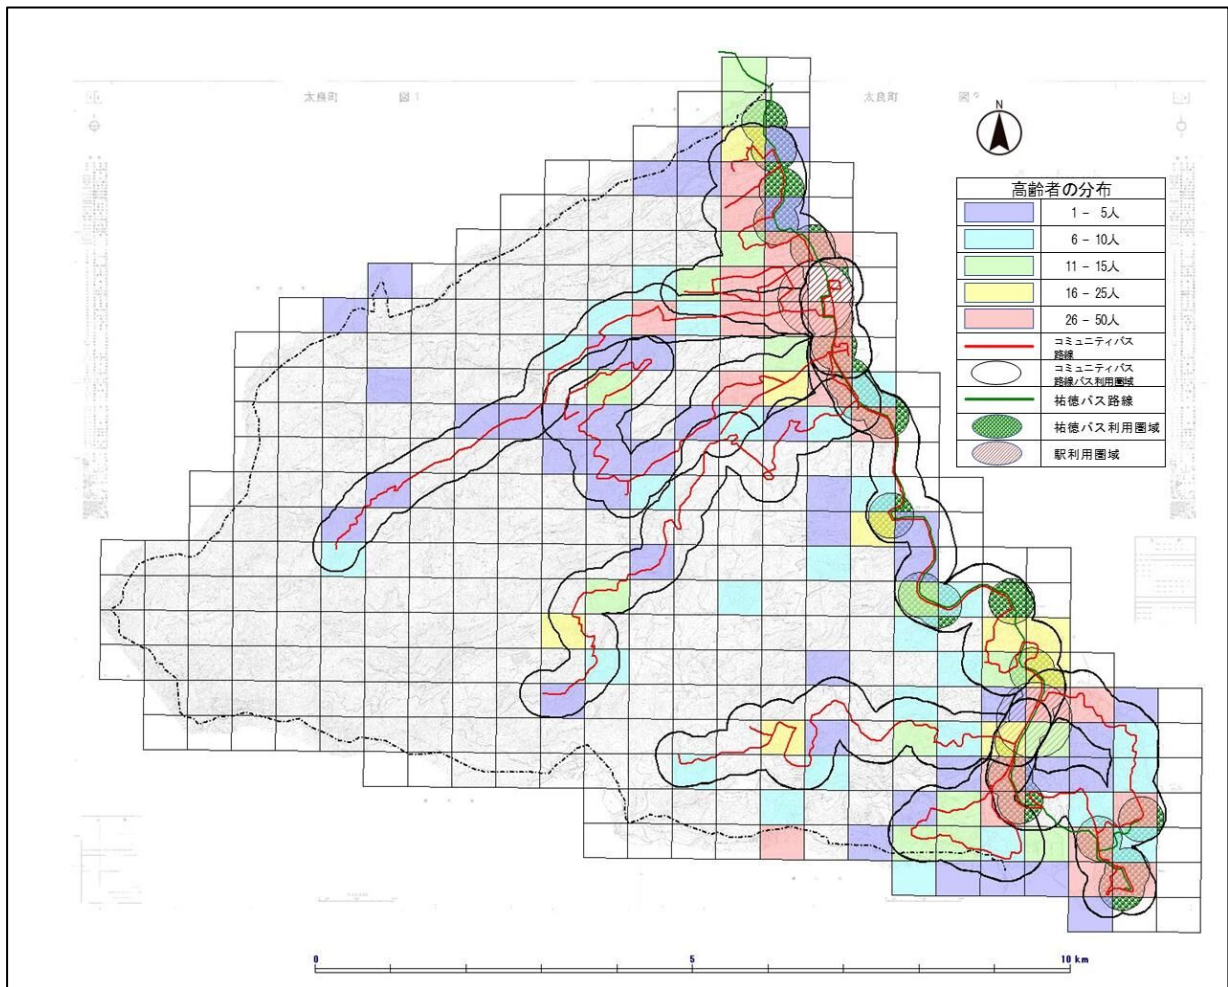 太良町 図1
太良町 図2
N
高齢者の分布
1 - 5人
6 - 10人
11 - 15人
16 - 25人
26 - 50人
コミュニティバス
路線
コミュニティバス
路線バス利用圏域
祐徳バス路線
祐徳バス利用圏域
駅利用圏域
0 5 10 km